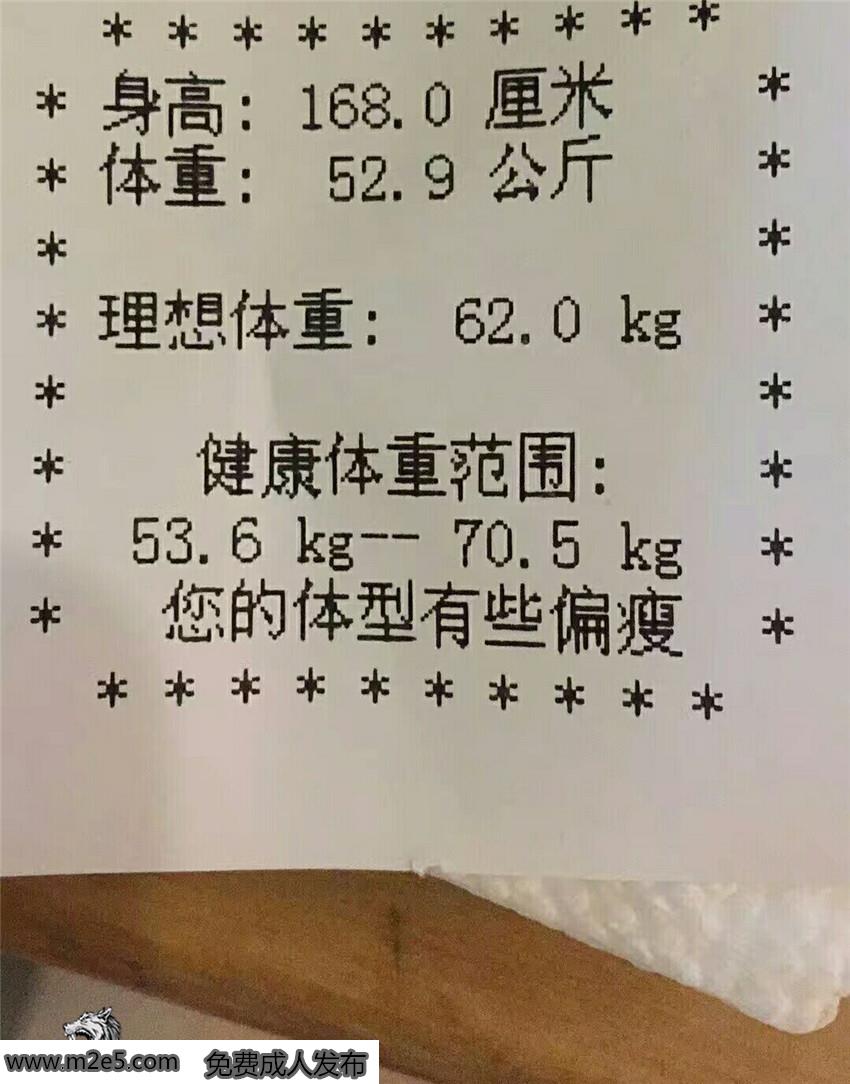 * * * * * * * * * *
* 身高: 168.0 厘米 *
* 体重: 52.9 公斤 *
* *
* 理想体重: 62.0 kg *
* *
* 健康体重范围: *
* 53.6 kg-- 70.5 kg *
* 您的体型有些偏瘦 *
* * * * * * * * * *
www.m2e5.com 免费成人发布